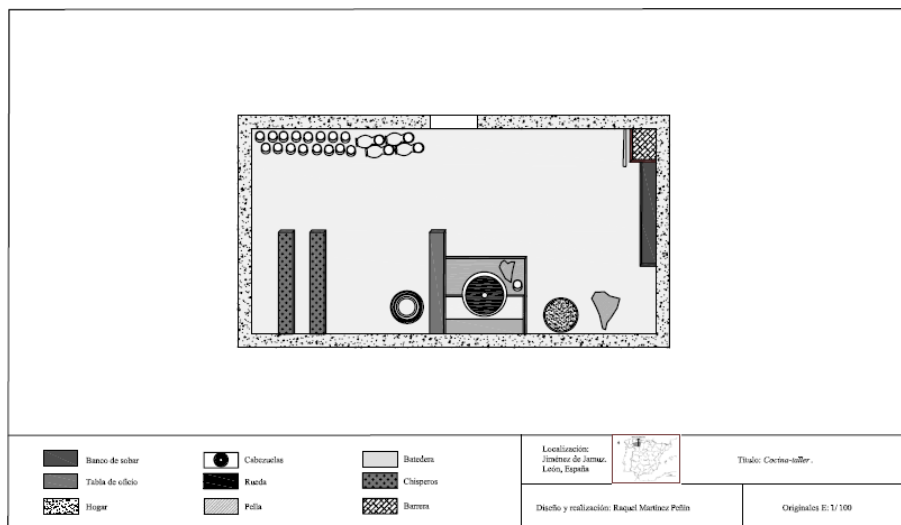 Banco de sobar
Tabla de oficio
Hogar
Cabezuelas
Rueda
Pella
Batedera
Chisperos
Barrera
Localización:
Jiménez de Jamuz.
León, España
Título: Cocina-taller.
Diseño y realización: Raquel Martínez Peñín
Originales E: 1/100